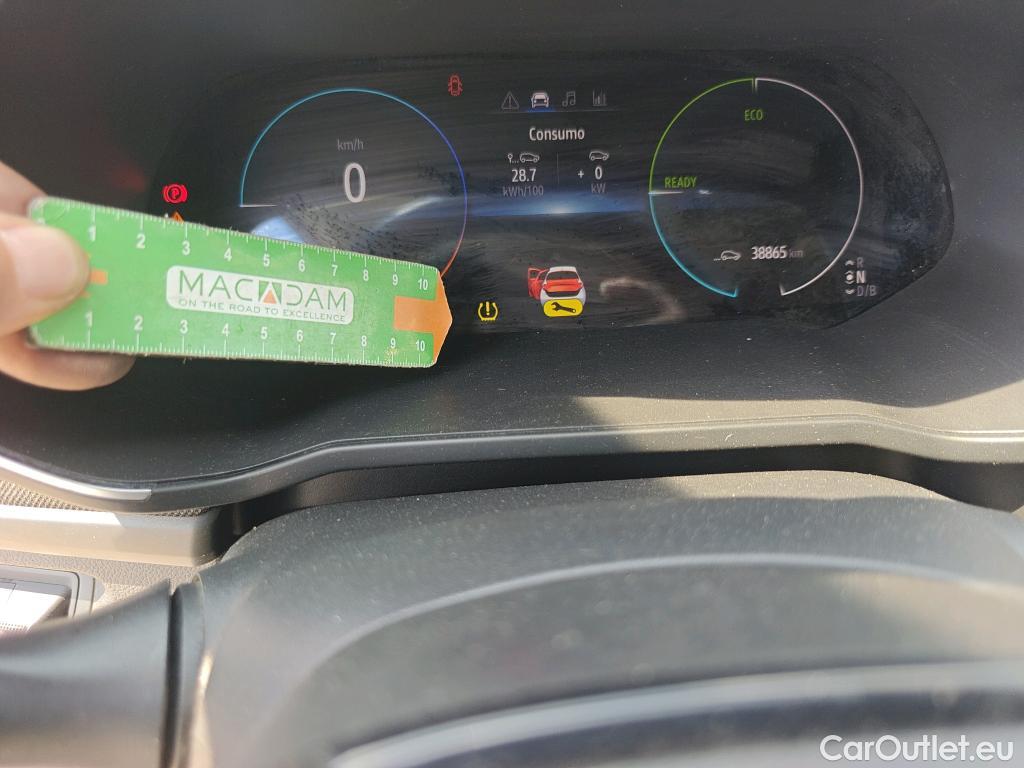 Consumo
ECO
km/h
0
28.7
kWh/100
+ 0
kW
READY
P
1 2 3 4 5 6 7 8 9 10
MACADAM
ON THE ROAD TO EXCELLENCE
1 2 3 4 5 6 7 8 9 10
38865 km
R
N
D/B
CarOutlet.eu